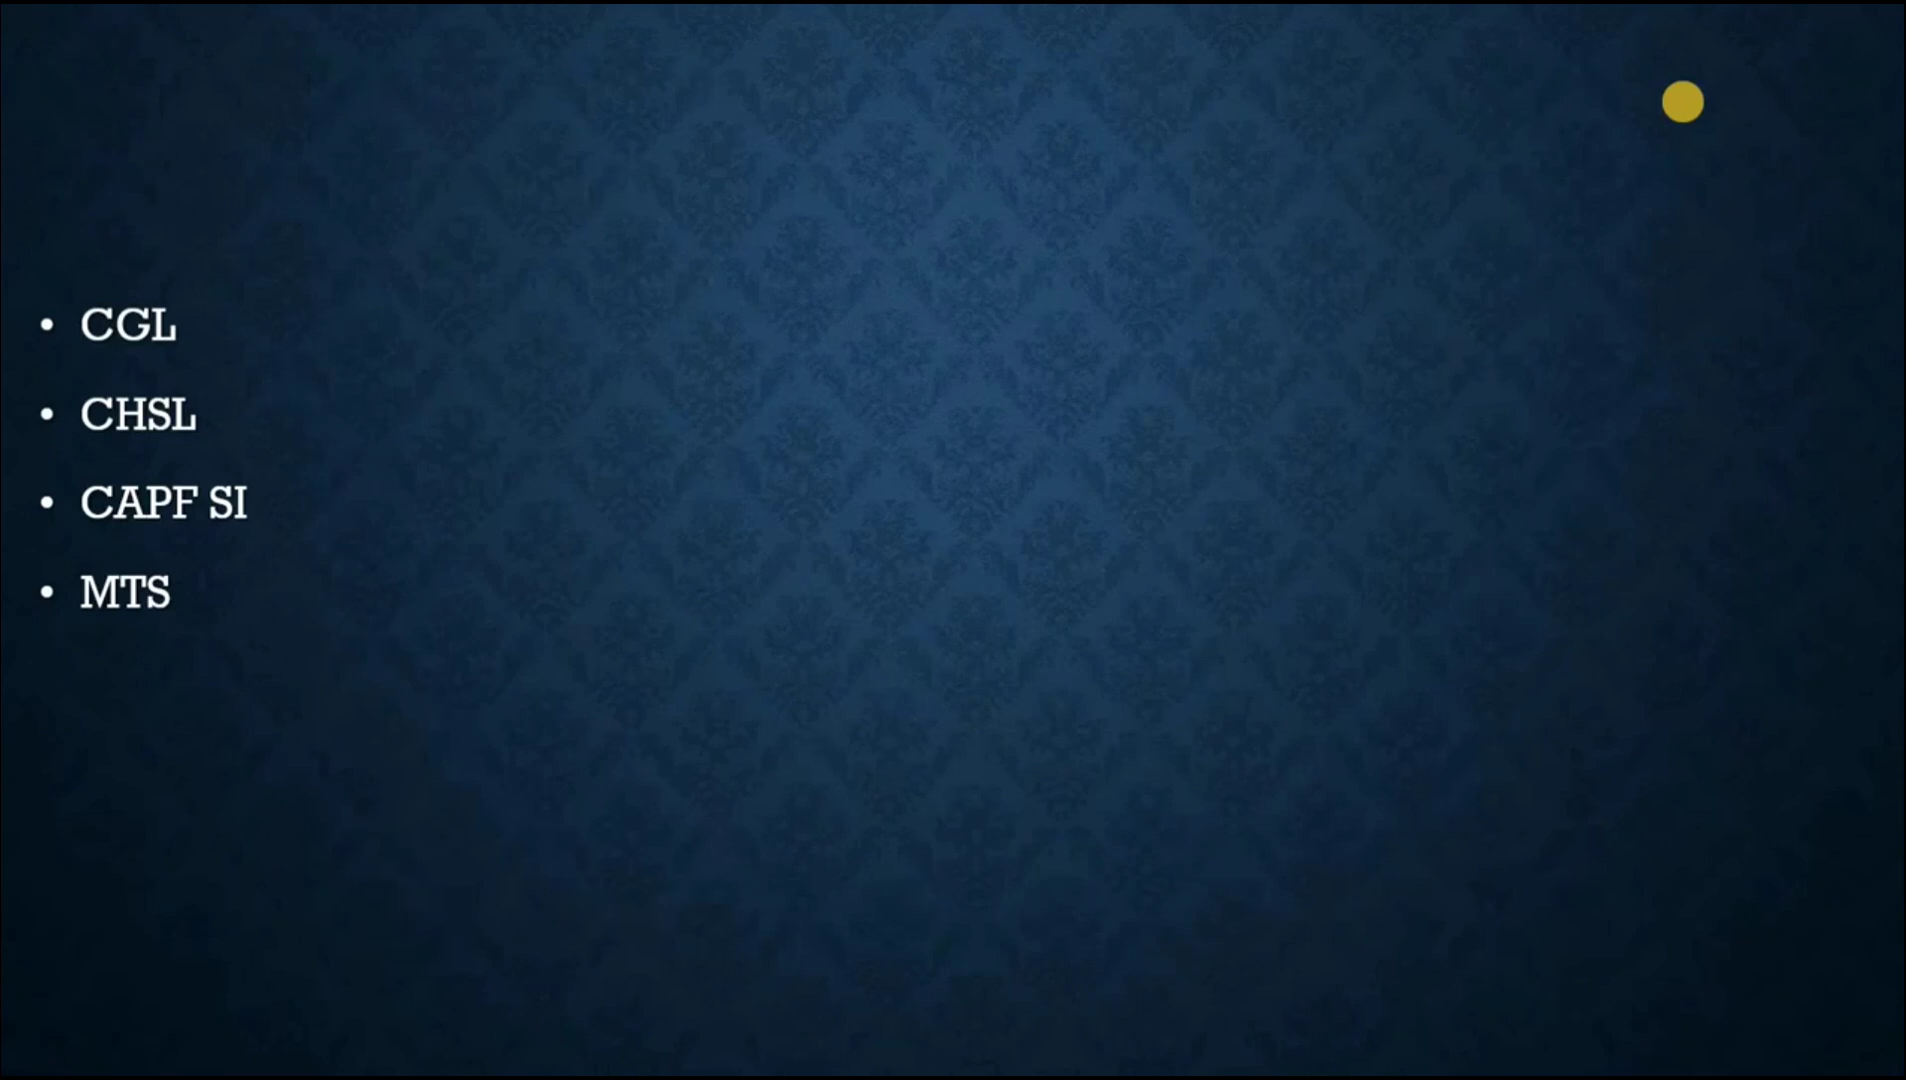 • CGL
• CHSL
• CAPF SI
• MTS